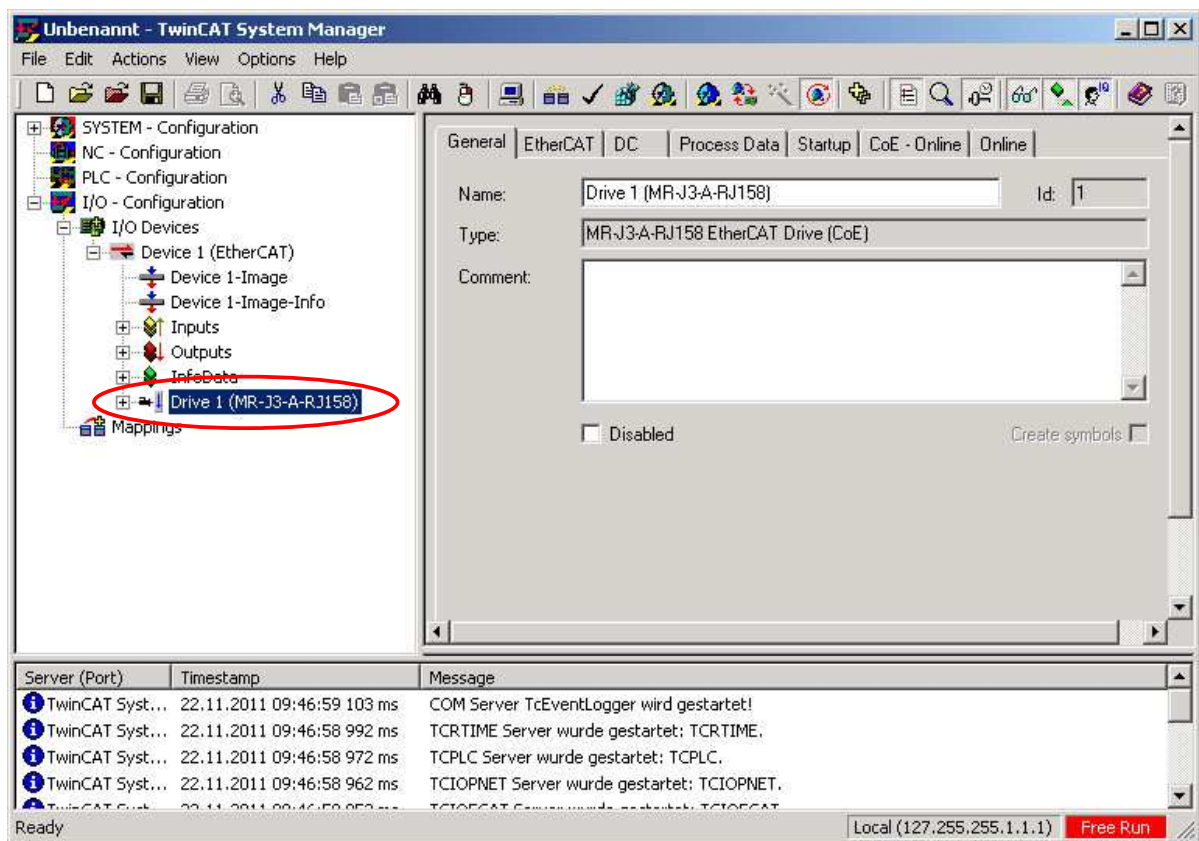 Unbenannt - TwinCAT System Manager
File Edit Actions View Options Help
SYSTEM - Configuration
NC - Configuration
PLC - Configuration
I/O - Configuration
I/O Devices
Device 1 (EtherCAT)
Device 1-Image
Device 1-Image-Info
Inputs
Outputs
InfoData
Drive 1 (MR-J3-A-RJ158)
Mappings
General EtherCAT DC Process Data Startup CoE - Online Online
Name: Drive 1 (MR-J3-A-RJ158) Id: 1
Type: MR-J3-A-RJ158 EtherCAT Drive (CoE)
Comment:
Disabled Create symbols
Server (Port) Timestamp Message
TwinCAT Syst... 22.11.2011 09:46:59 103 ms COM Server TcEventLogger wird gestartet!
TwinCAT Syst... 22.11.2011 09:46:58 992 ms TCRTIME Server wurde gestartet: TCRTIME.
TwinCAT Syst... 22.11.2011 09:46:58 972 ms TCPLC Server wurde gestartet: TCPLC.
TwinCAT Syst... 22.11.2011 09:46:58 962 ms TCIOPNET Server wurde gestartet: TCIOPNET.
Ready Local (127.255.255.1.1.1) Free Run